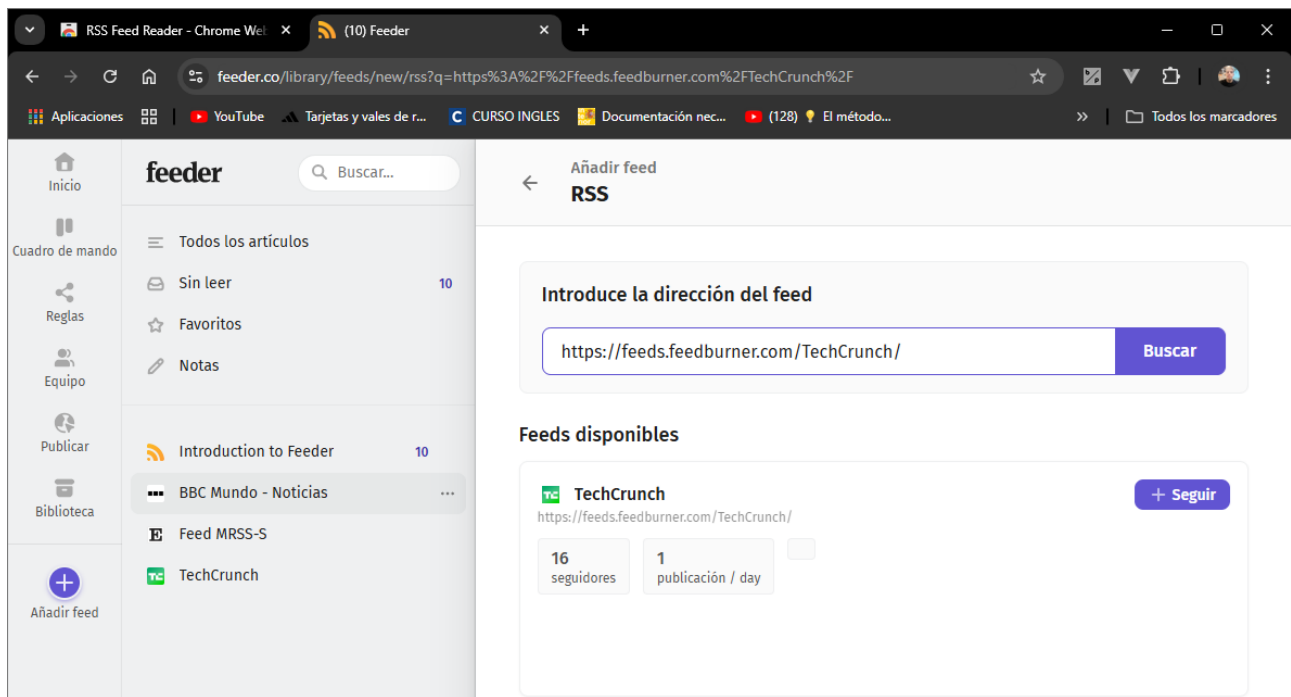 RSS Feed Reader - Chrome Wel
(10) Feeder
feeder.co/library/feeds/new/rss?q=https%3A%2F%2Ffeeds.feedburner.com%2FTechCrunch%2F
Aplicaciones
YouTube
Tarjetas y vales de r...
C CURSO INGLES
Documentación nec...
(128) El método...
»
Todos los marcadores
Inicio
Cuadro de mando
Reglas
Equipo
Publicar
Biblioteca
Añadir feed
feeder
Buscar...
Todos los artículos
Sin leer 10
Favoritos
Notas
Introduction to Feeder 10
BBC Mundo - Noticias ...
E Feed MRSS-S
TC TechCrunch
Añadir feed
RSS
Introduce la dirección del feed
https://feeds.feedburner.com/TechCrunch/
Buscar
Feeds disponibles
TC TechCrunch
+ Seguir
https://feeds.feedburner.com/TechCrunch/
16
seguidores
1
publicación / day